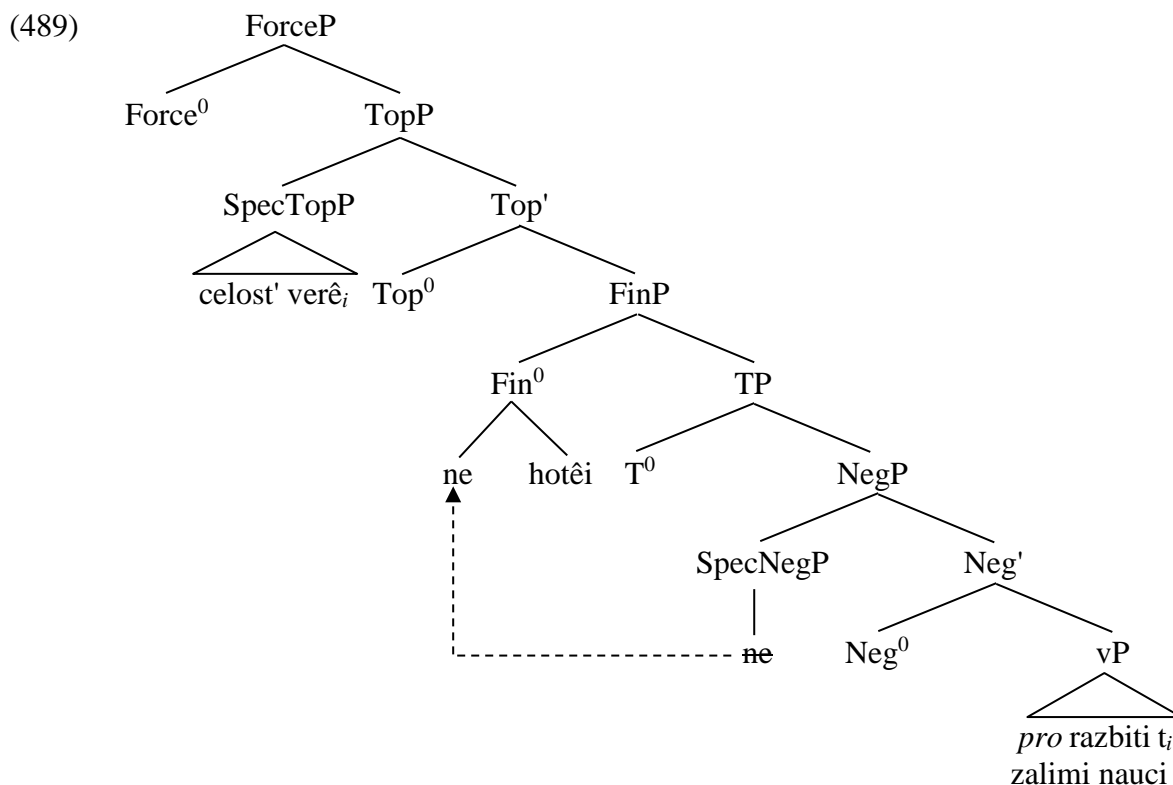 (489) ForceP
Force⁰ TopP
SpecTopP Top'
celost' verêᵢ Top⁰ FinP
Fin⁰ TP
ne hotêi T⁰ NegP
SpecNegP Neg'
ne Neg⁰ vP
pro razbiti tᵢ
zalimi nauci